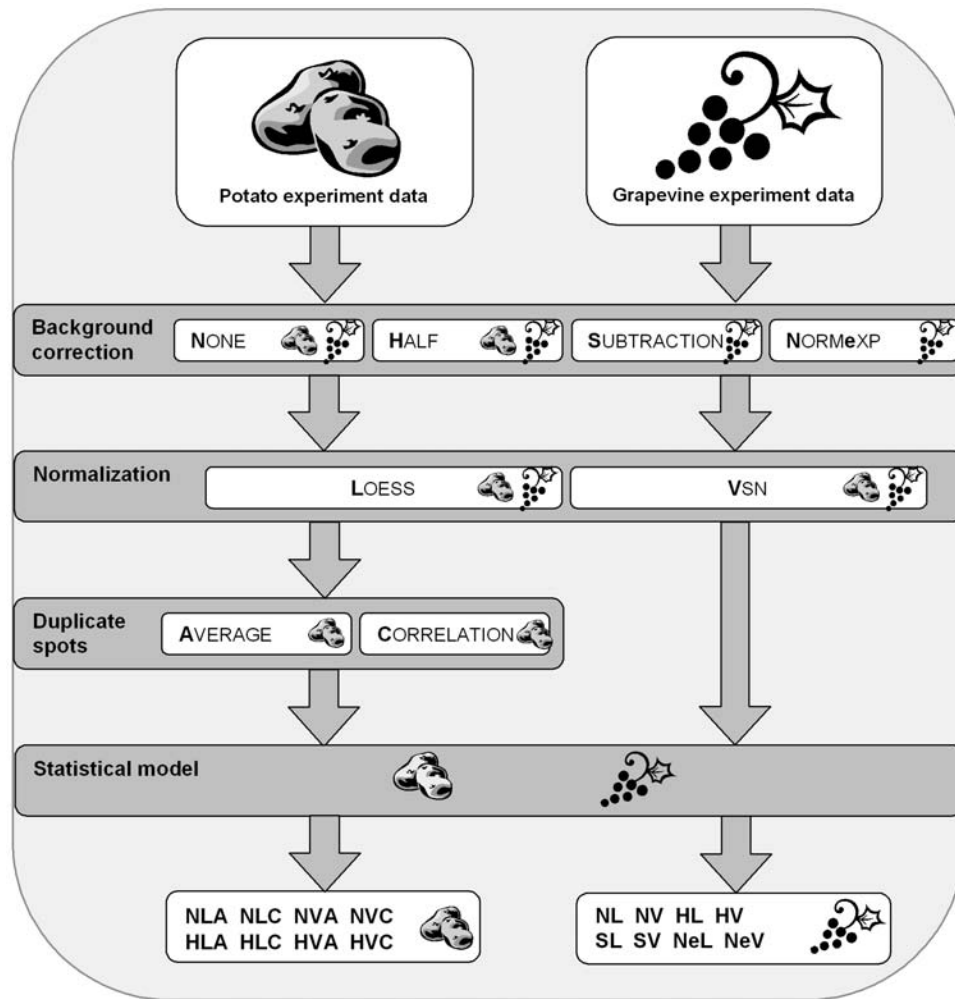 Potato experiment data
Grapevine experiment data
Background
correction
NONE
HALF
SUBTRACTION
NORMeXP
Normalization
LOESS
VSN
Duplicate
spots
AVERAGE
CORRELATION
Statistical model
NLA NLC NVA NVC
HLA HLC HVA HVC
NL NV HL HV
SL SV NeL NeV